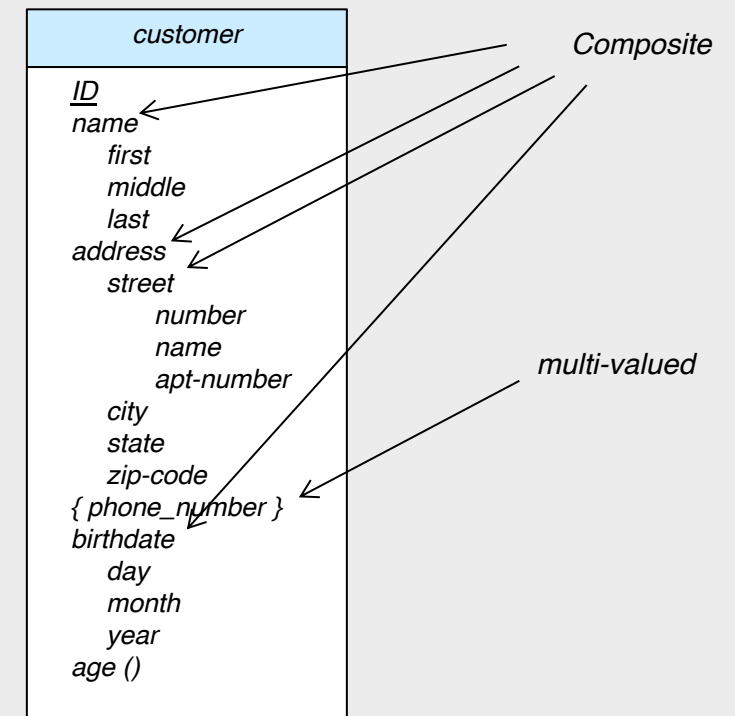 customer
ID
name
first
middle
last
address
street
number
name
apt-number
city
state
zip-code
{ phone_number }
birthdate
day
month
year
age ()
Composite
multi-valued